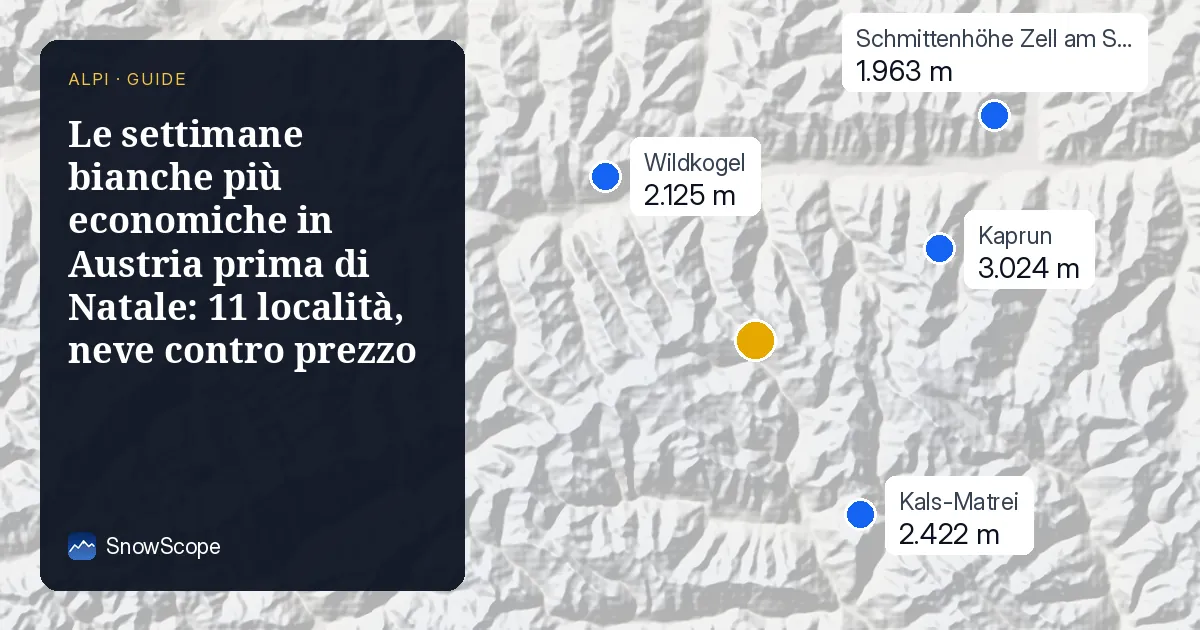 ALPI · GUIDE
Le settimane
bianche più
economiche in
Austria prima di
Natale: 11 località,
neve contro prezzo
SnowScope
Schmittenhöhe Zell am S...
1.963 m
Wildkogel
2.125 m
Kaprun
3.024 m
Kals-Matrei
2.422 m